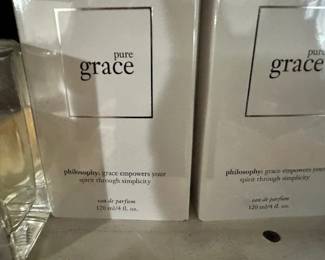 pure
grace
philosophy: grace empowers your
spirit through simplicity
eau de parfum
120 ml/4 fl. oz.
pure
grace
philosophy: grace empowers your
spirit through simplicity
eau de parfum
120 ml/4 fl. oz.